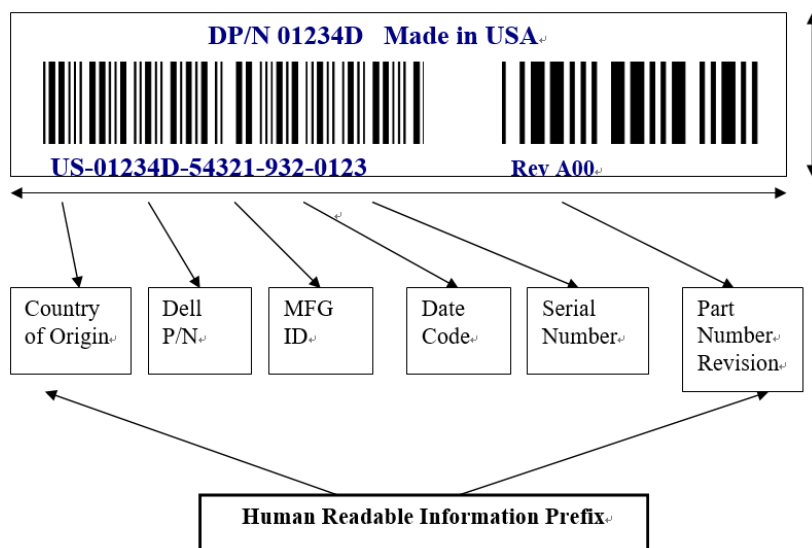 DP/N 01234D Made in USA
US-01234D-54321-932-0123 Rev A00
Country of Origin
Dell P/N
MFG ID
Date Code
Serial Number
Part Number Revision
Human Readable Information Prefix